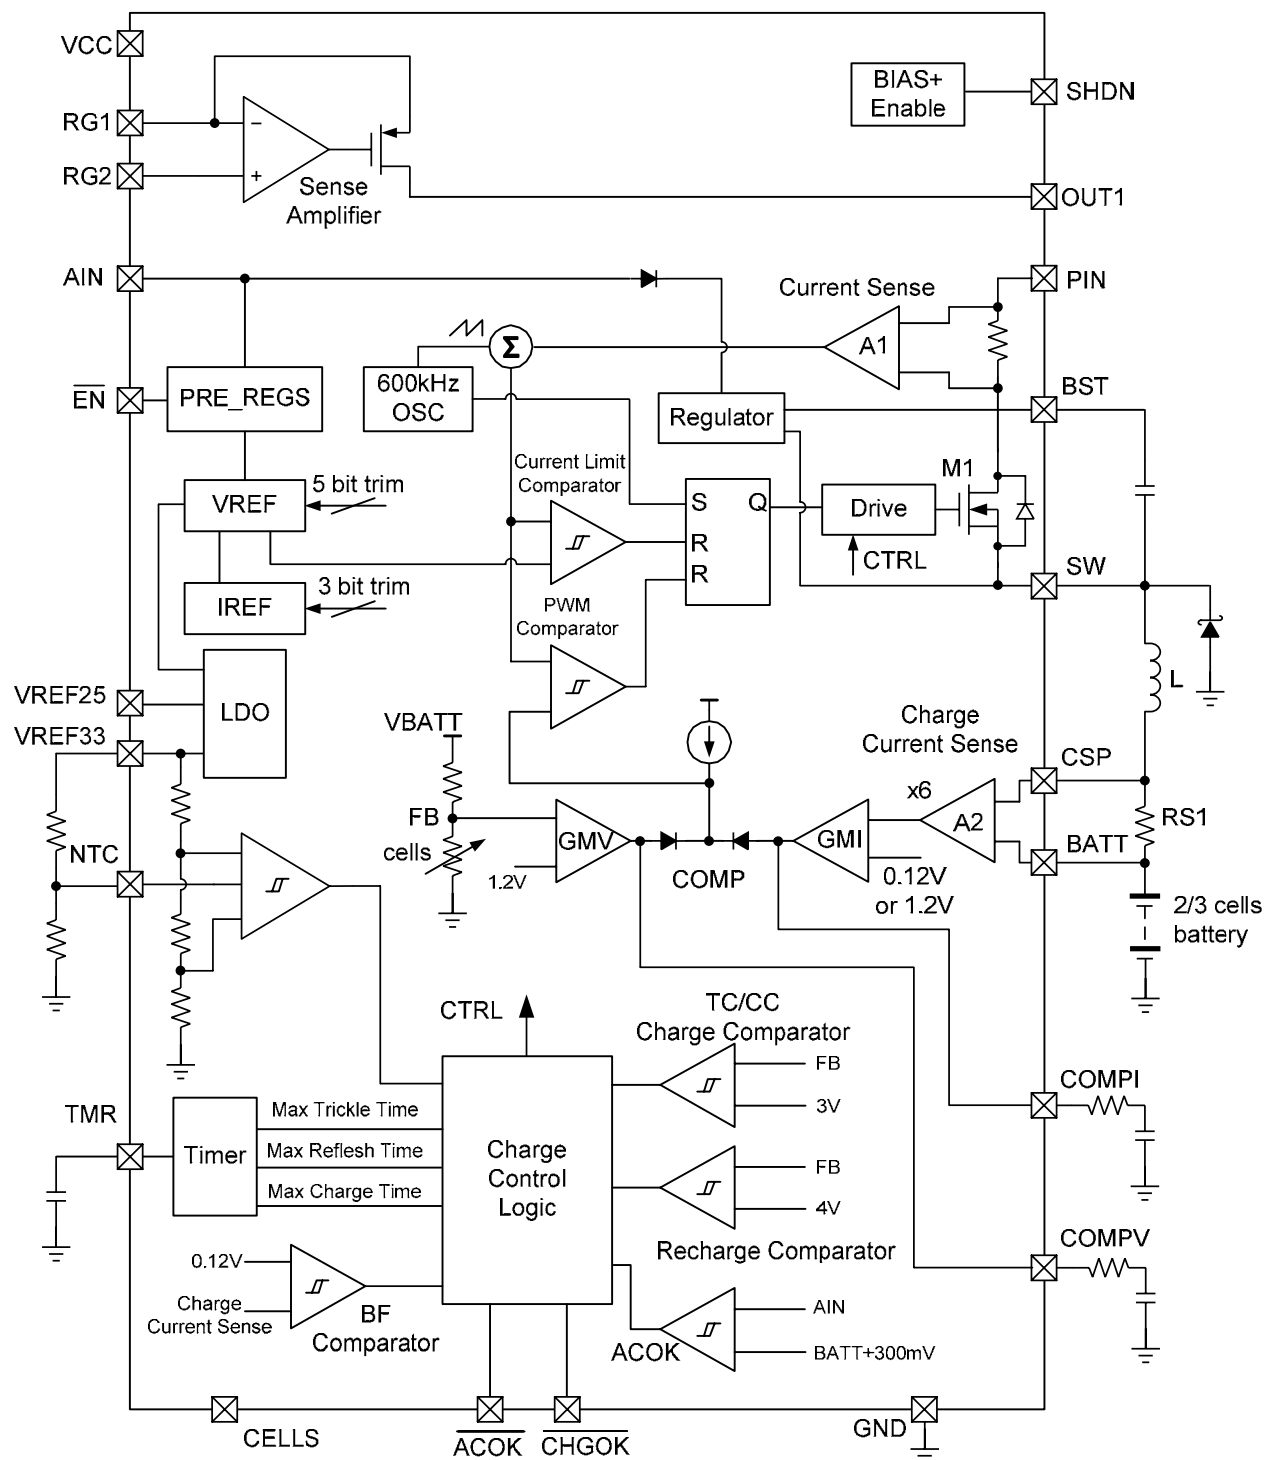 VCC
BIAS+
Enable
SHDN
RG1
−
RG2
+
Sense
Amplifier
OUT1
AIN
PIN
Current Sense
A1
Σ
600kHz
OSC
EN
PRE_REGS
BST
Regulator
Current Limit
Comparator
M1
5 bit trim
VREF
S
Q
R
R
Drive
CTRL
SW
3 bit trim
IREF
PWM
Comparator
LDO
VREF25
VREF33
L
VBATT
Charge
Current Sense
CSP
x6
FB
GMV
GMI
A2
RS1
BATT
cells
1.2V
COMP
0.12V
or 1.2V
NTC
2/3 cells
battery
CTRL
TC/CC
Charge Comparator
FB
3V
COMPI
TMR
Timer
Max Trickle Time
Max Reflesh Time
Max Charge Time
Charge
Control
Logic
FB
4V
Recharge Comparator
COMPV
0.12V
Charge
Current Sense
BF
Comparator
ACOK
AIN
BATT+300mV
CELLS
ACOK
CHGOK
GND